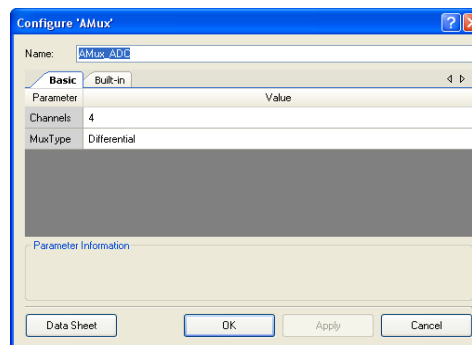 Configure 'AMux'
Name: AMux_ADC
Basic Built-in
Parameter Value
Channels 4
MuxType Differential
Parameter Information
Data Sheet OK Apply Cancel